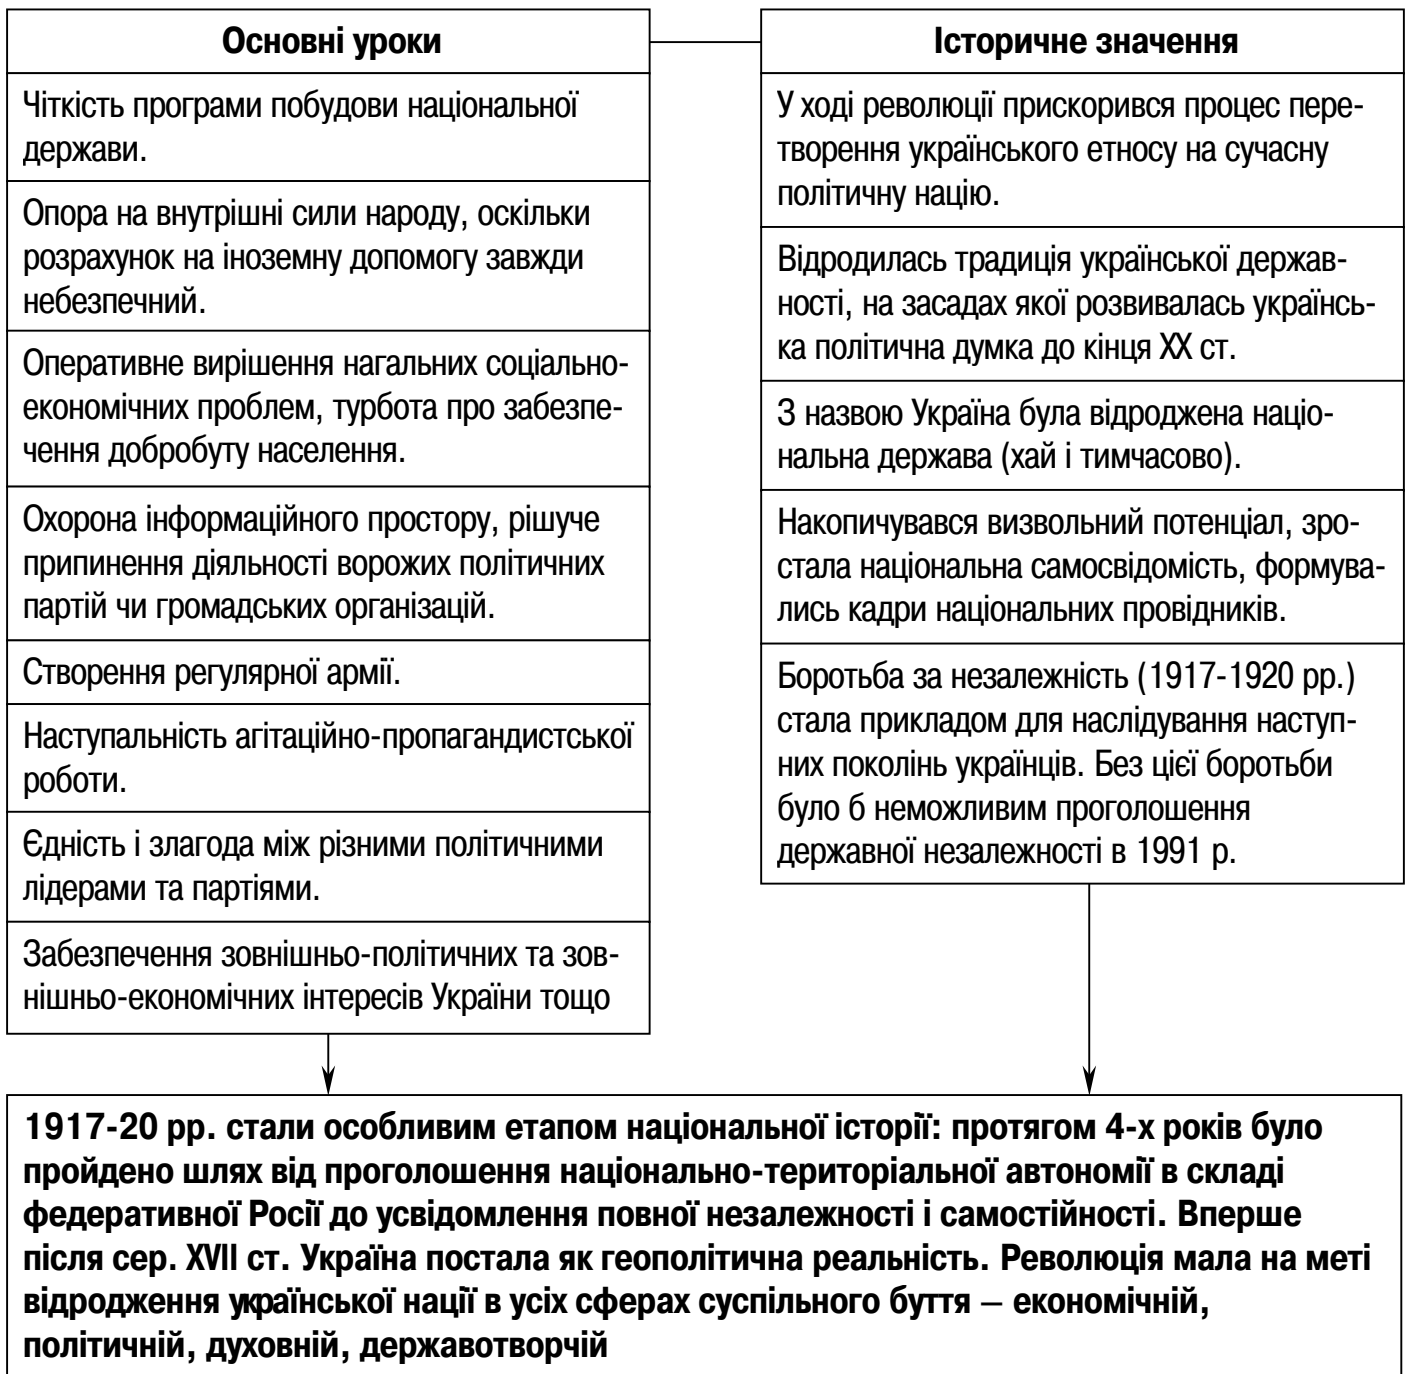 Основні уроки
Чіткість програми побудови національної
держави.
Опора на внутрішні сили народу, оскільки
розрахунок на іноземну допомогу завжди
небезпечний.
Оперативне вирішення нагальних соціально-
економічних проблем, турбота про забезпе-
чення добробуту населення.
Охорона інформаційного простору, рішуче
припинення діяльності ворожих політичних
партій чи громадських організацій.
Створення регулярної армії.
Наступальність агітаційно-пропагандистської
роботи.
Єдність і злагода між різними політичними
лідерами та партіями.
Забезпечення зовнішньо-політичних та зов-
нішньо-економічних інтересів України тощо
Історичне значення
У ході революції прискорився процес пере-
творення українського етносу на сучасну
політичну націю.
Відродилась традиція української держав-
ності, на засадах якої розвивалась українсь-
ка політична думка до кінця XX ст.
З назвою Україна була відроджена націо-
нальна держава (хай і тимчасово).
Накопичувався визвольний потенціал, зро-
стала національна самосвідомість, формува-
лись кадри національних провідників.
Боротьба за незалежність (1917-1920 рр.)
стала прикладом для наслідування наступ-
них поколінь українців. Без цієї боротьби
було б неможливим проголошення
державної незалежності в 1991 р.
1917-20 рр. стали особливим етапом національної історії: протягом 4-х років було
пройдено шлях від проголошення національно-територіальної автономії в складі
федеративної Росії до усвідомлення повної незалежності і самостійності. Вперше
після сер. XVII ст. Україна постала як геополітична реальність. Революція мала на меті
відродження української нації в усіх сферах суспільного буття – економічній,
політичній, духовній, державотворчій